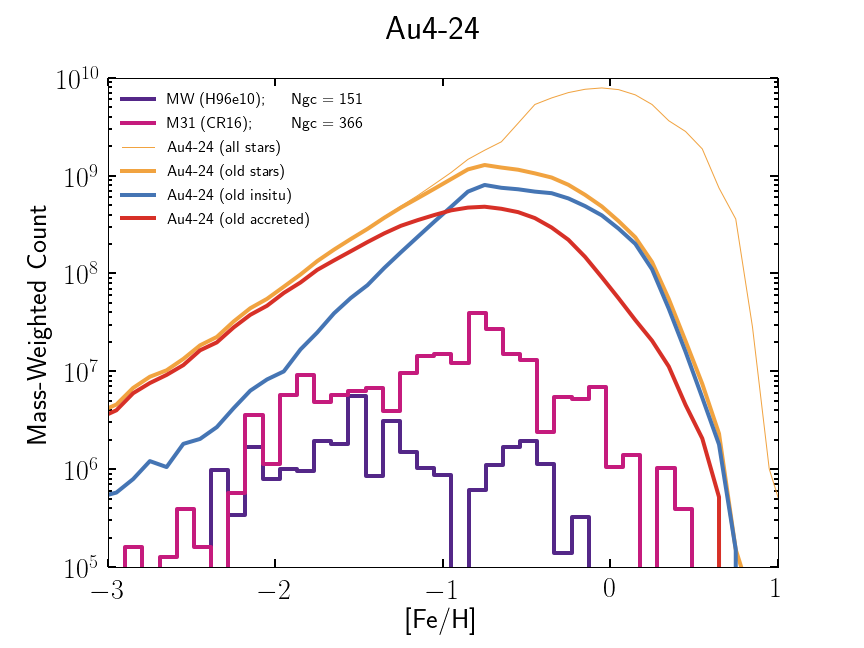 Au4-24
10^10
10^9
10^8
10^7
10^6
10^5
Mass-Weighted Count
MW (H96e10); Ngc = 151
M31 (CR16); Ngc = 366
Au4-24 (all stars)
Au4-24 (old stars)
Au4-24 (old insitu)
Au4-24 (old accreted)
−3 −2 −1 0 1
[Fe/H]